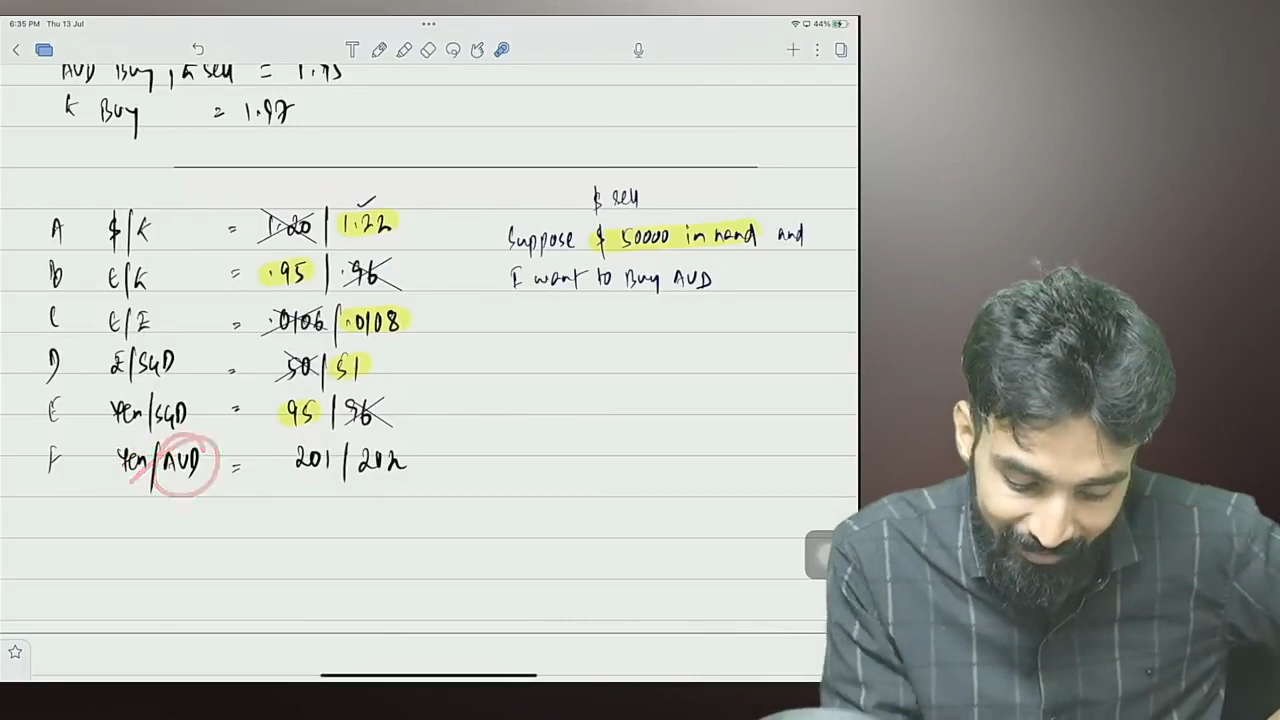 6:35 PM Thu 13 Jul
44%
AUD Buy, K sell = 1.95
K Buy = 1.97
$ sell
A $/K = 1.20 | 1.22
Suppose $ 50000 in hand and
B £/K = .95 | .96
I want to Buy AUD
C £/I = .0106 | .0108
D I/SGD = 50 | 51
E Yen/SGD = 95 | 96
F Yen/AUD = 201 | 202